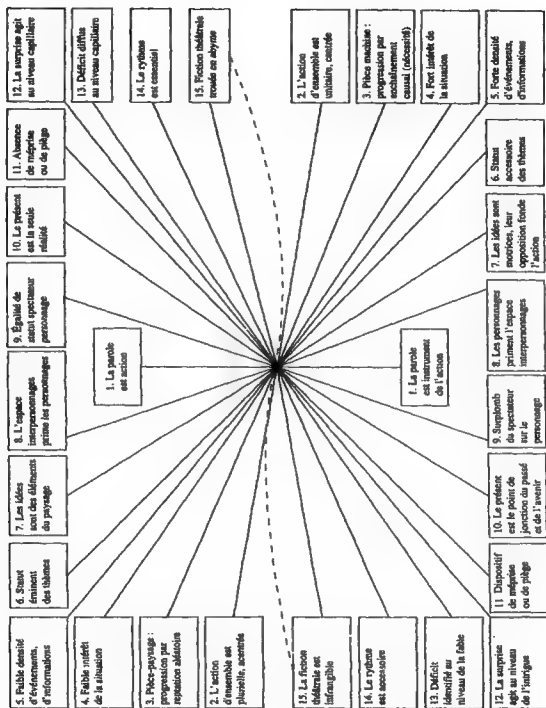 1. La parole
est action
2. L'action
d'ensemble est
plurielle, acentrée
3. Pièce-paysage :
progression par
reptation aléatoire
4. Faible intérêt
de la situation
5. Faible densité
d'événements,
d'informations
6. Statut
éminent
des thèmes
7. Les idées
sont des éléments
du paysage
8. L'espace
interpersonnages
prime les personnages
9. Égalité de
statut spectateur
personnage
10. Le présent
est la seule
réalité
11. Absence
de méprise
ou de piège
12. La surprise agit
au niveau capillaire
13. Déficit diffus
au niveau capillaire
14. Le rythme
est essentiel
15. Fiction théâtrale
trouée en abyme
1. La parole
est instrument
de l'action
2. L'action
d'ensemble est
unitaire, centrée
3. Pièce machine :
progression par
enchaînement
causal (nécessité)
4. Fort intérêt de
la situation
5. Forte densité
d'événements,
d'informations
6. Statut
accessoire
des thèmes
7. Les idées sont
motrices, leur
opposition fonde
l'action
8. Les personnages
priment l'espace
interpersonnages
9. Surplomb
du spectateur
sur le
personnage
10. Le présent
est le point de
jonction du passé
et de l'avenir
11 Dispositif
de méprise
ou de piège
12. La surprise
agit au niveau
de l'intrigue
13. Déficit
identifié au
niveau de la fable
14. Le rythme
est accessoire
15. La fiction
théâtrale est
infrangible